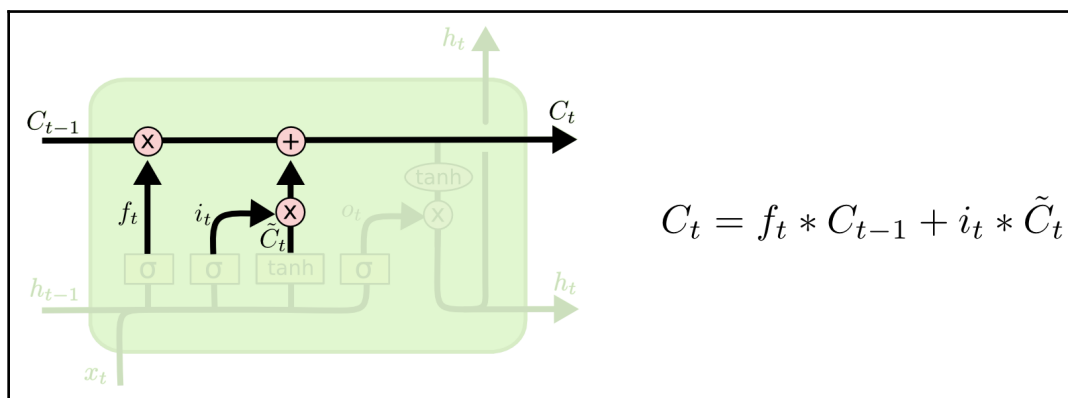 h_t
C_{t-1} x + C_t
tanh
f_t i_t x o_t x
C̃_t
σ σ tanh σ
h_{t-1} h_t
x_t
C_t = f_t * C_{t-1} + i_t * C̃_t